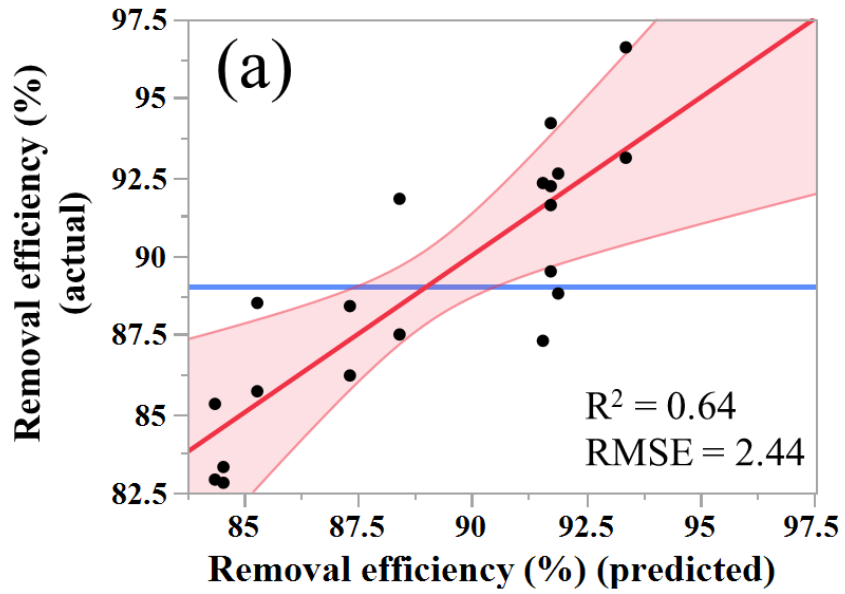 (a)
Removal efficiency (%)
(actual)
97.5
95
92.5
90
87.5
85
82.5
R² = 0.64
RMSE = 2.44
85 87.5 90 92.5 95 97.5
Removal efficiency (%) (predicted)